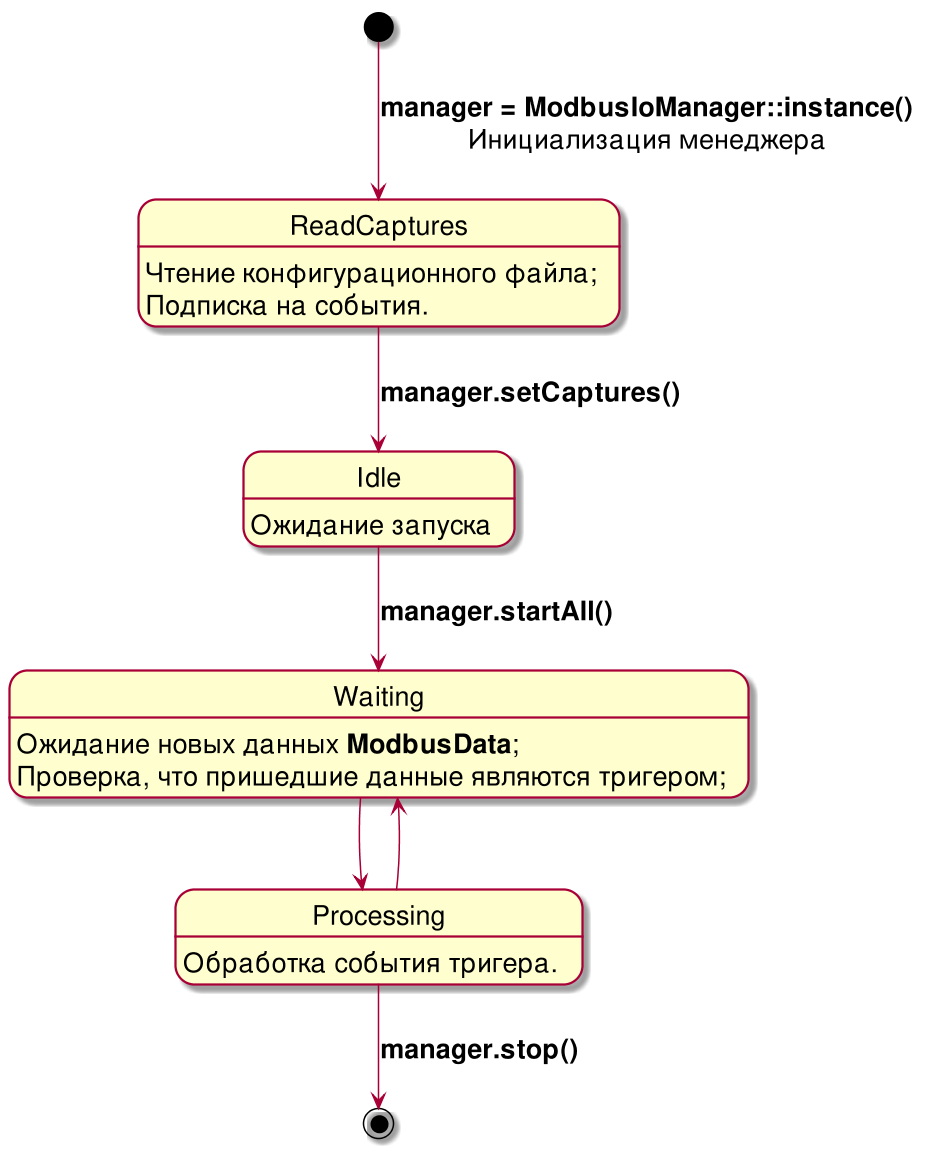 manager = ModbusIoManager::instance()
Инициализация менеджера
ReadCaptures
Чтение конфигурационного файла;
Подписка на события.
manager.setCaptures()
Idle
Ожидание запуска
manager.startAll()
Waiting
Ожидание новых данных ModbusData;
Проверка, что пришедшие данные являются тригером;
Processing
Обработка события тригера.
manager.stop()